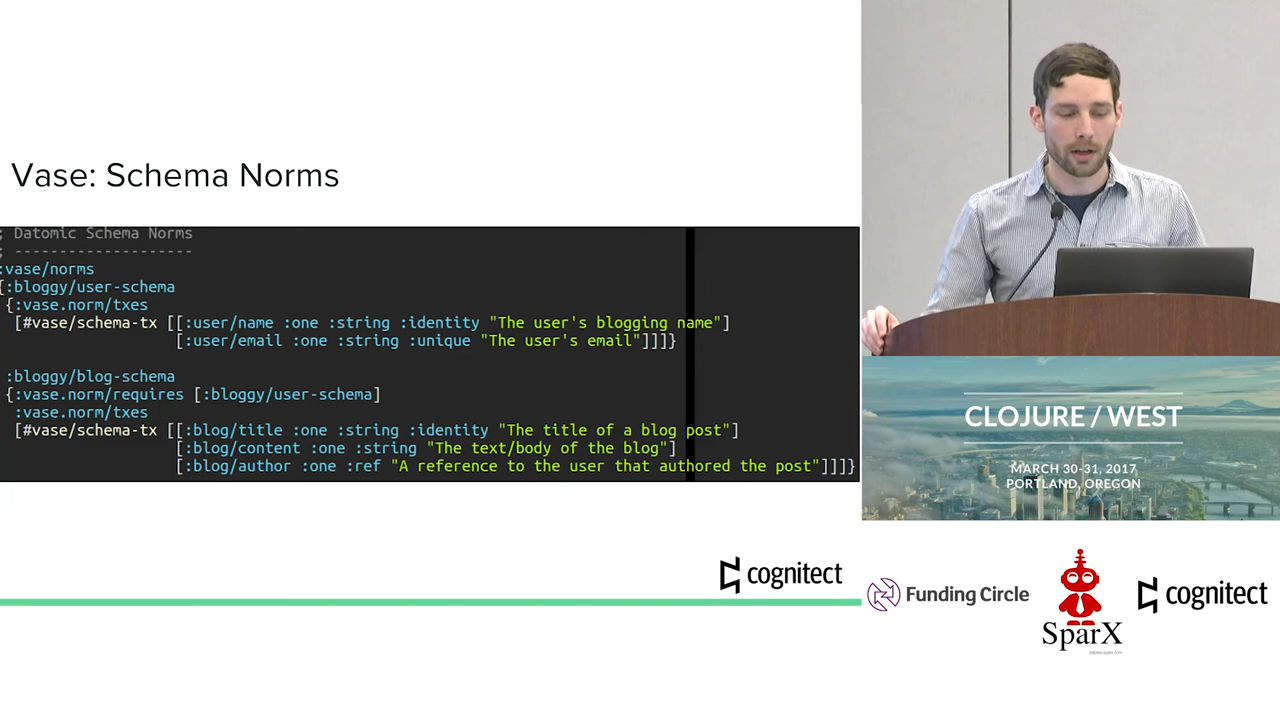 Vase: Schema Norms
; Datomic Schema Norms
; --------------------
:vase/norms
{:bloggy/user-schema
{:vase.norm/txes
[#vase/schema-tx [[:user/name :one :string :identity "The user's blogging name"]
[:user/email :one :string :unique "The user's email"]]]}
:bloggy/blog-schema
{:vase.norm/requires [:bloggy/user-schema]
:vase.norm/txes
[#vase/schema-tx [[:blog/title :one :string :identity "The title of a blog post"]
[:blog/content :one :string "The text/body of the blog"]
[:blog/author :one :ref "A reference to the user that authored the post"]]]}
cognitect
CLOJURE / WEST
MARCH 30-31, 2017
PORTLAND, OREGON
Funding Circle
SparX
cognitect